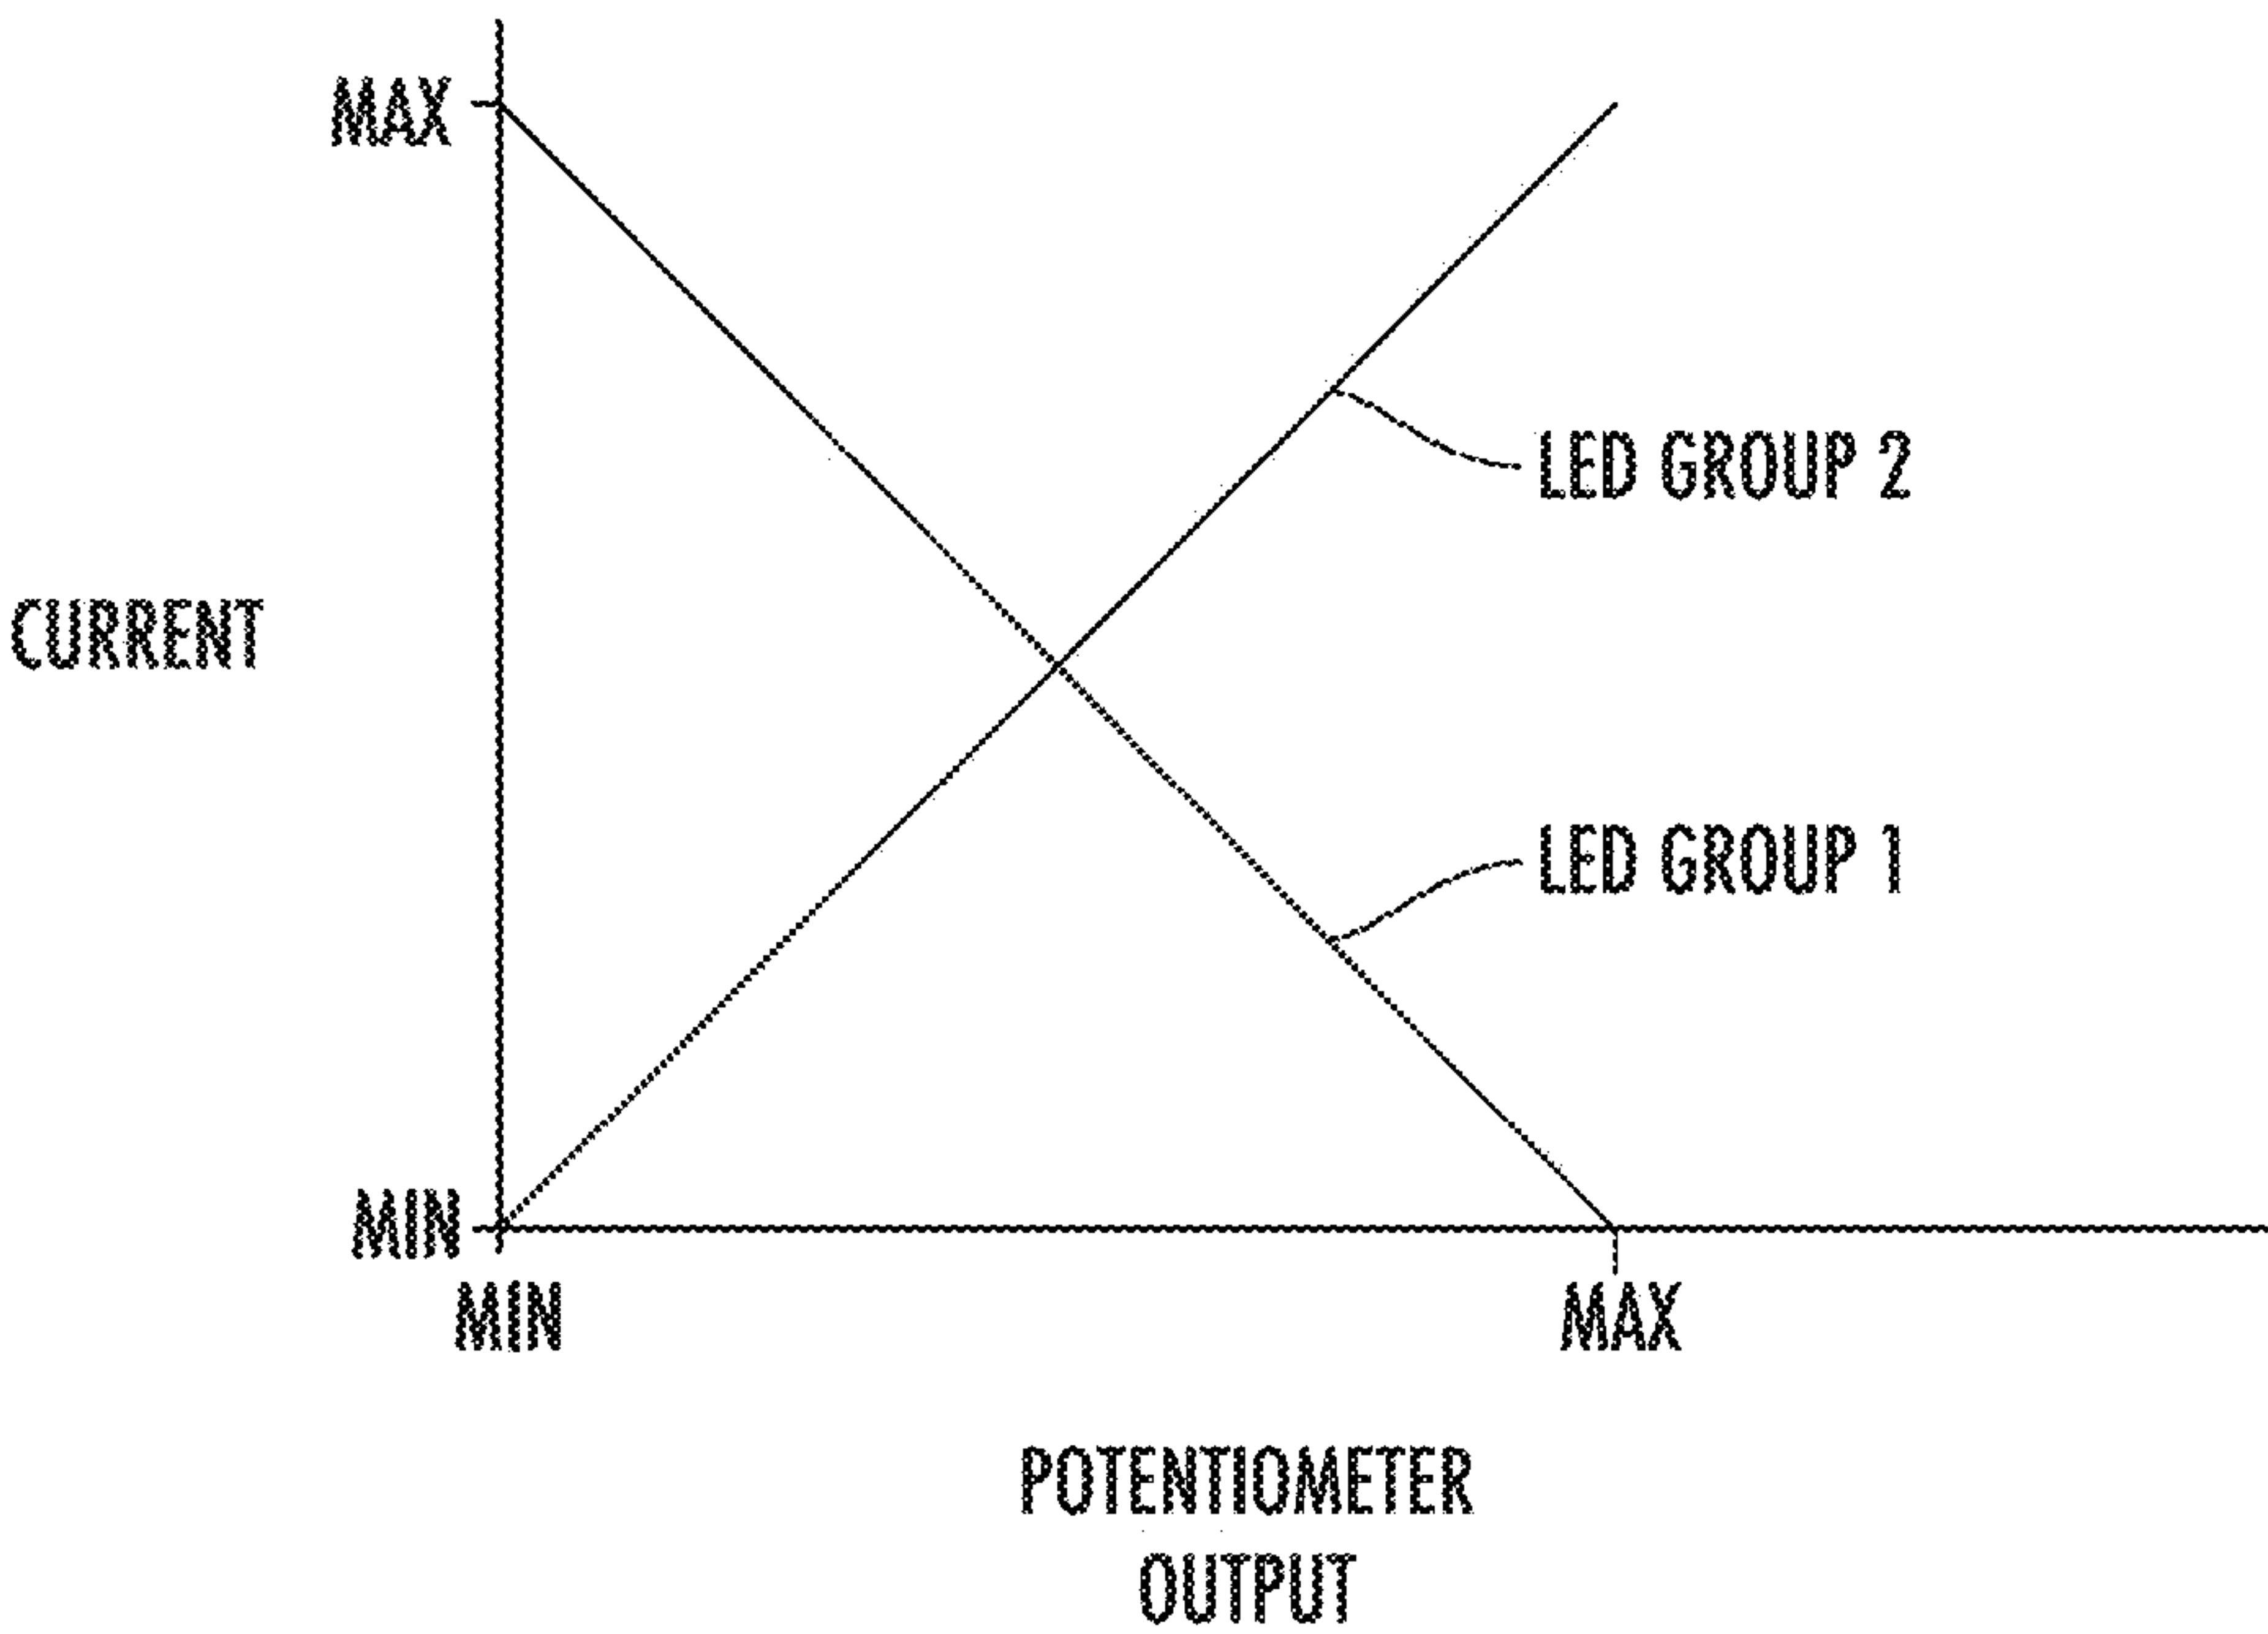 MAX
LED GROUP 2
CURRENT
LED GROUP 1
MIN
MIN
MAX
POTENTIOMETER
OUTPUT